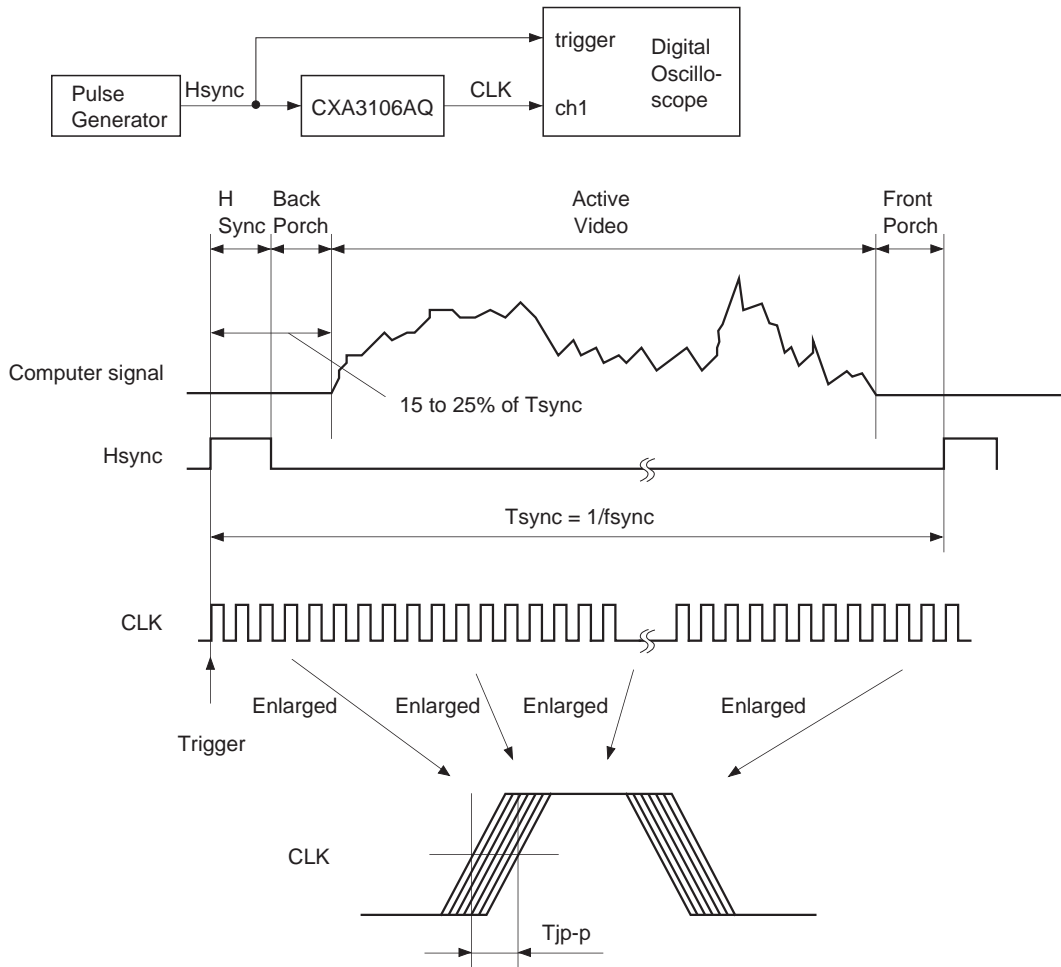 trigger
Digital
Oscillo-
scope
Hsync
CLK
Pulse
Generator
CXA3106AQ
ch1
H
Sync
Back
Porch
Active
Video
Front
Porch
Computer signal
15 to 25% of Tsync
Hsync
Tsync = 1/fsync
CLK
Enlarged
Enlarged
Enlarged
Enlarged
Trigger
CLK
Tjp-p